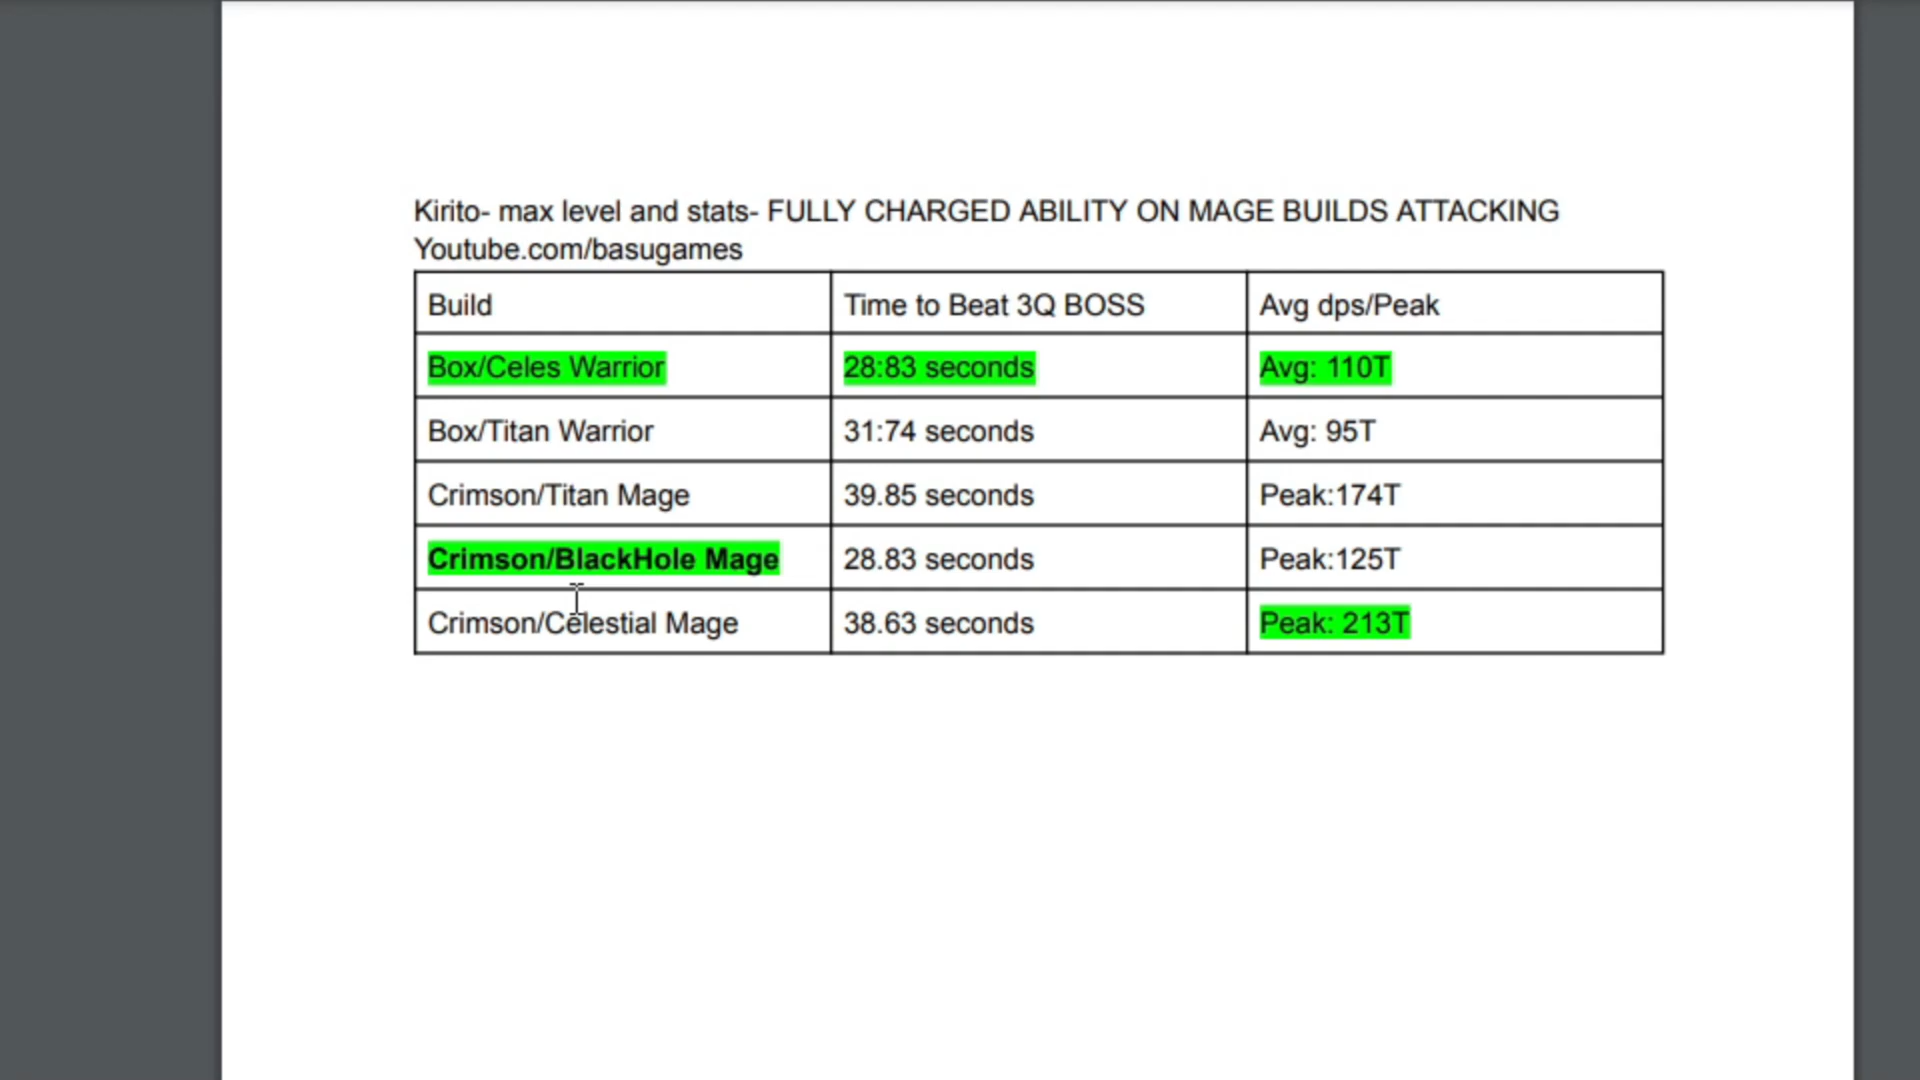 Kirito- max level and stats- FULLY CHARGED ABILITY ON MAGE BUILDS ATTACKING
Youtube.com/basugames
Build Time to Beat 3Q BOSS Avg dps/Peak
Box/Celes Warrior 28:83 seconds Avg: 110T
Box/Titan Warrior 31:74 seconds Avg: 95T
Crimson/Titan Mage 39.85 seconds Peak:174T
Crimson/BlackHole Mage 28.83 seconds Peak:125T
Crimson/Celestial Mage 38.63 seconds Peak: 213T